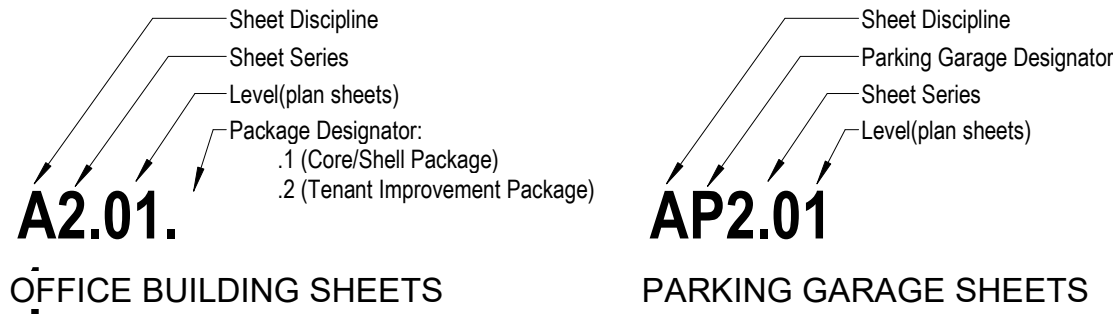 Sheet Discipline
Sheet Series
Level(plan sheets)
Package Designator:
.1 (Core/Shell Package)
.2 (Tenant Improvement Package)
A2.01.
OFFICE BUILDING SHEETS
Sheet Discipline
Parking Garage Designator
Sheet Series
Level(plan sheets)
AP2.01
PARKING GARAGE SHEETS